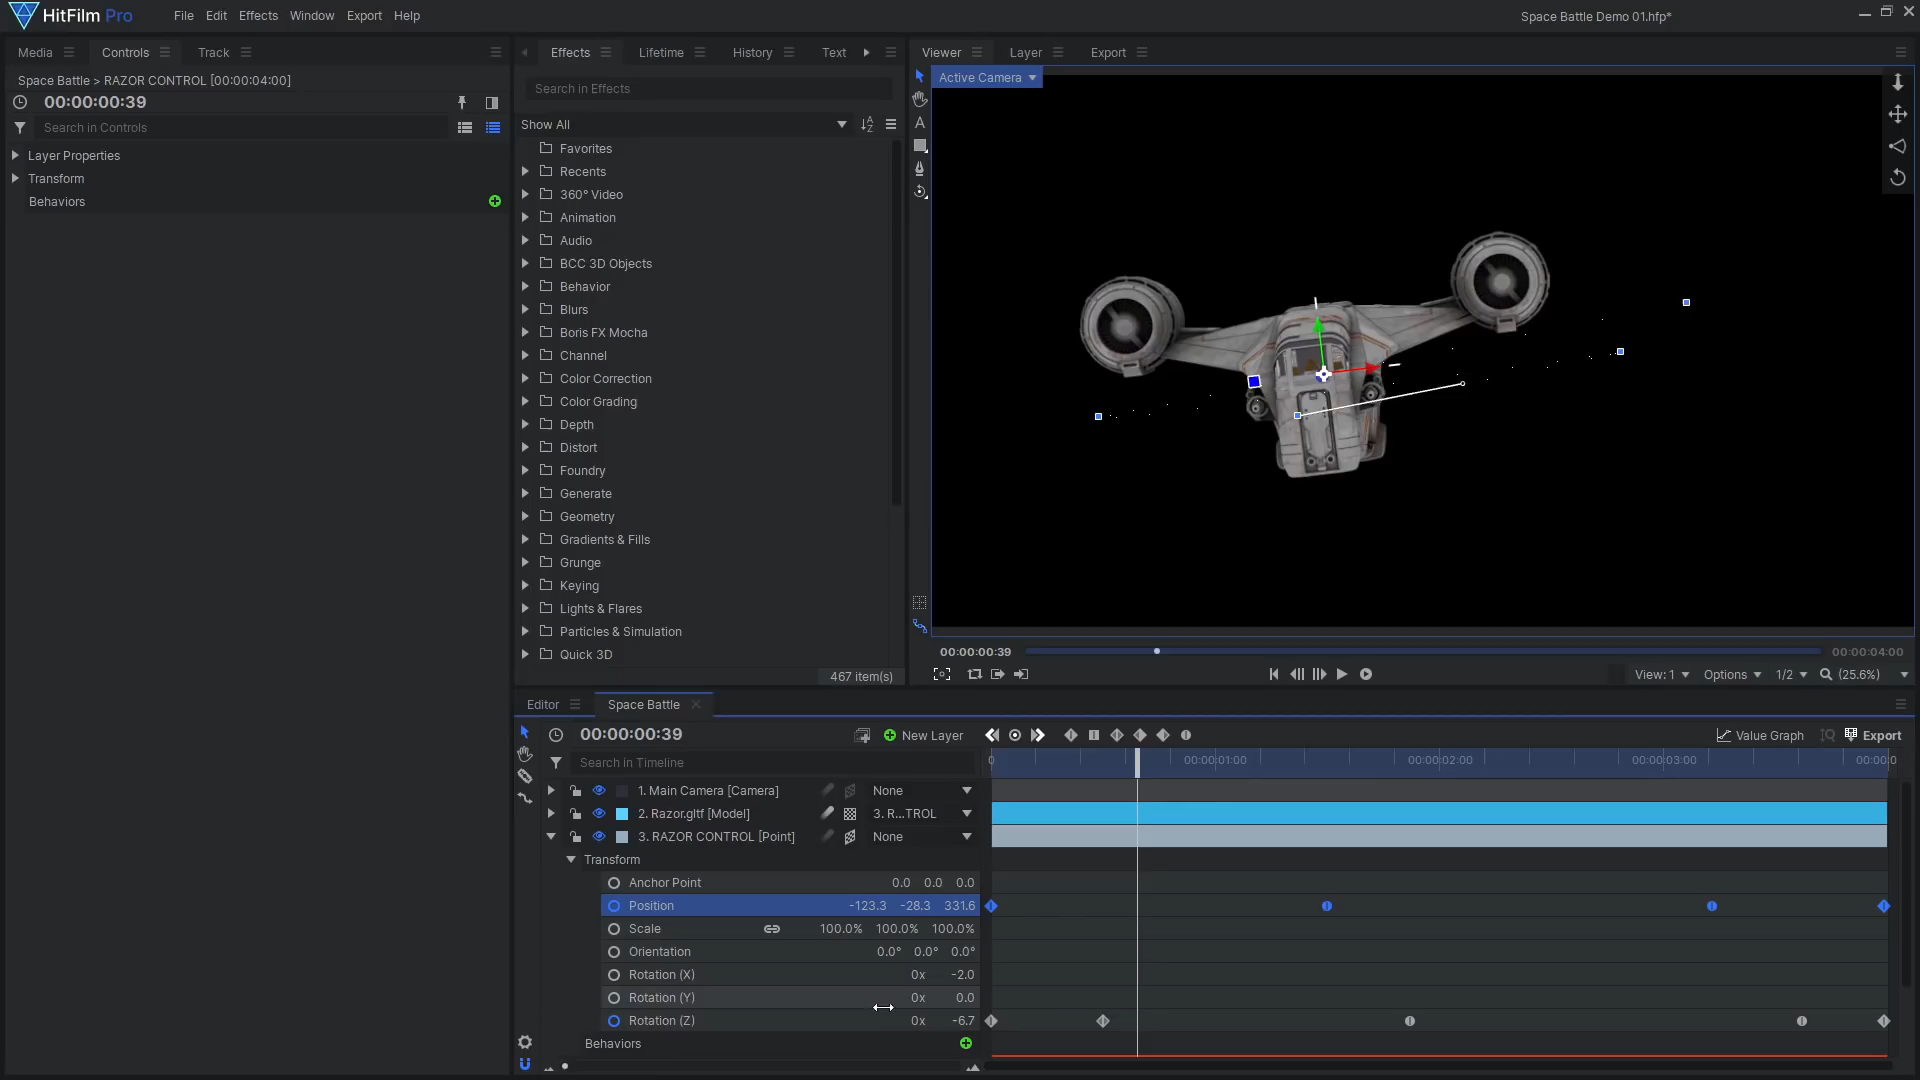 HitFilm Pro
File Edit Effects Window Export Help
Space Battle Demo 01.hfp*
Media Controls Track
Effects Lifetime History Text
Viewer Layer Export
Space Battle > RAZOR CONTROL [00:00:04:00]
00:00:00:39
Search in Controls
Layer Properties
Transform
Behaviors
Search in Effects
Show All
Favorites
Recents
360° Video
Animation
Audio
BCC 3D Objects
Behavior
Blurs
Boris FX Mocha
Channel
Color Correction
Color Grading
Depth
Distort
Foundry
Generate
Geometry
Gradients & Fills
Grunge
Keying
Lights & Flares
Particles & Simulation
Quick 3D
467 item(s)
Active Camera
00:00:00:39 00:00:04:00
View: 1 Options 1/2 (25.6%)
Editor Space Battle
00:00:00:39 New Layer Value Graph Export
Search in Timeline 0 00:00:01:00 00:00:02:00 00:00:03:00 00:00:0
1. Main Camera [Camera] None
2. Razor.gltf [Model] 3. R...TROL
3. RAZOR CONTROL [Point] None
Transform
Anchor Point 0.0 0.0 0.0
Position -123.3 -28.3 331.6
Scale 100.0% 100.0% 100.0%
Orientation 0.0° 0.0° 0.0°
Rotation (X) 0x -2.0
Rotation (Y) 0x 0.0
Rotation (Z) 0x -6.7
Behaviors